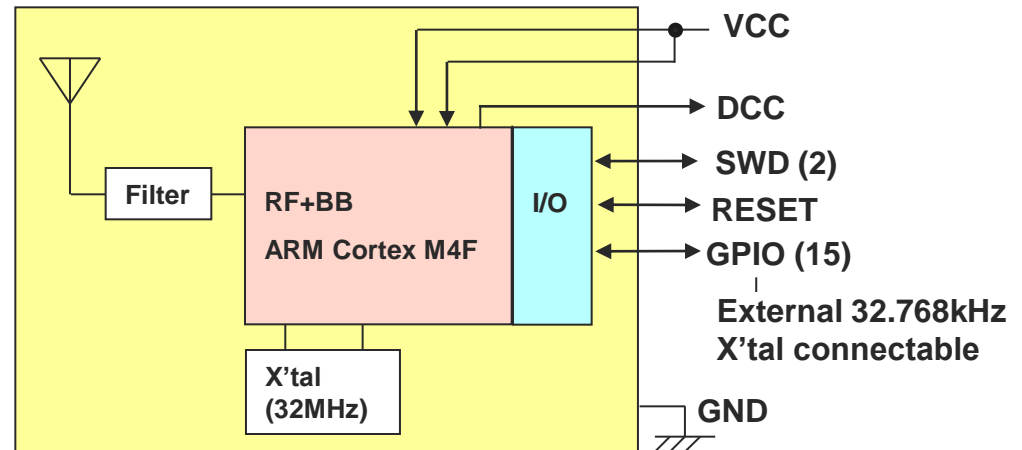 VCC
DCC
SWD (2)
RESET
GPIO (15)
External 32.768kHz
X'tal connectable
GND
Filter
RF+BB
ARM Cortex M4F
I/O
X'tal
(32MHz)